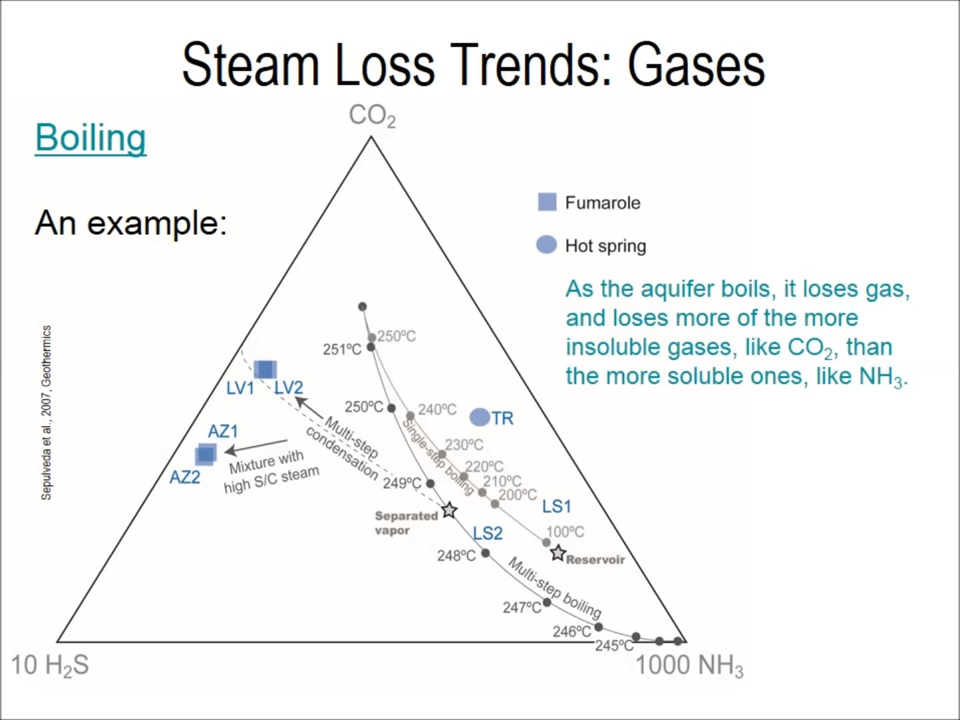 Steam Loss Trends: Gases
CO₂
Boiling
An example:
Fumarole
Hot spring
As the aquifer boils, it loses gas,
and loses more of the more
insoluble gases, like CO₂, than
the more soluble ones, like NH₃.
Sepulveda et al., 2007, Geothermics
250ºC
251ºC
LV1
LV2
250ºC
240ºC
TR
AZ1
AZ2
Mixture with
high S/C steam
Multi-step
condensation
Single-step boiling
230ºC
220ºC
210ºC
200ºC
249ºC
Separated
vapor
LS1
LS2
100ºC
Reservoir
248ºC
Multi-step boiling
247ºC
246ºC
245ºC
10 H₂S
1000 NH₃